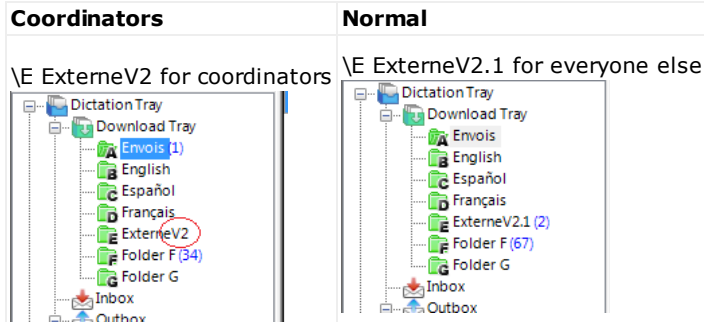 Coordinators
\E ExterneV2 for coordinators
Dictation Tray
Download Tray
A Envois (1)
B English
C Español
D Français
E ExterneV2
F Folder F (34)
G Folder G
Inbox
Outbox
Normal
\E ExterneV2.1 for everyone else
Dictation Tray
Download Tray
A Envois
B English
C Español
D Français
E ExterneV2.1 (2)
F Folder F (67)
G Folder G
Inbox
Outbox